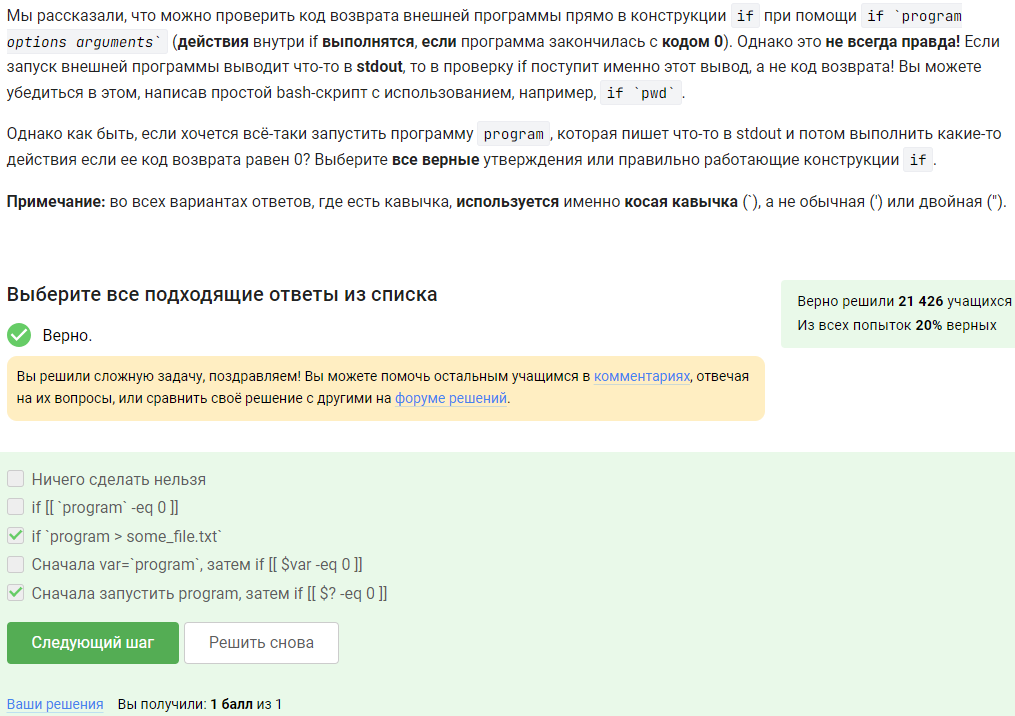 Мы рассказали, что можно проверить код возврата внешней программы прямо в конструкции if при помощи if `program
options arguments` (действия внутри if выполнятся, если программа закончилась с кодом 0). Однако это не всегда правда! Если
запуск внешней программы выводит что-то в stdout, то в проверку if поступит именно этот вывод, а не код возврата! Вы можете
убедиться в этом, написав простой bash-скрипт с использованием, например, if `pwd`.
Однако как быть, если хочется всё-таки запустить программу program, которая пишет что-то в stdout и потом выполнить какие-то
действия если ее код возврата равен 0? Выберите все верные утверждения или правильно работающие конструкции if.
Примечание: во всех вариантах ответов, где есть кавычка, используется именно косая кавычка (`), а не обычная (') или двойная (").
Выберите все подходящие ответы из списка
Верно решили 21 426 учащихся
Из всех попыток 20% верных
Верно.
Вы решили сложную задачу, поздравляем! Вы можете помочь остальным учащимся в комментариях, отвечая
на их вопросы, или сравнить своё решение с другими на форуме решений.
Ничего сделать нельзя
if [[ `program` -eq 0 ]]
if `program > some_file.txt`
Сначала var=`program`, затем if [[ $var -eq 0 ]]
Сначала запустить program, затем if [[ $? -eq 0 ]]
Следующий шаг
Решить снова
Ваши решения Вы получили: 1 балл из 1